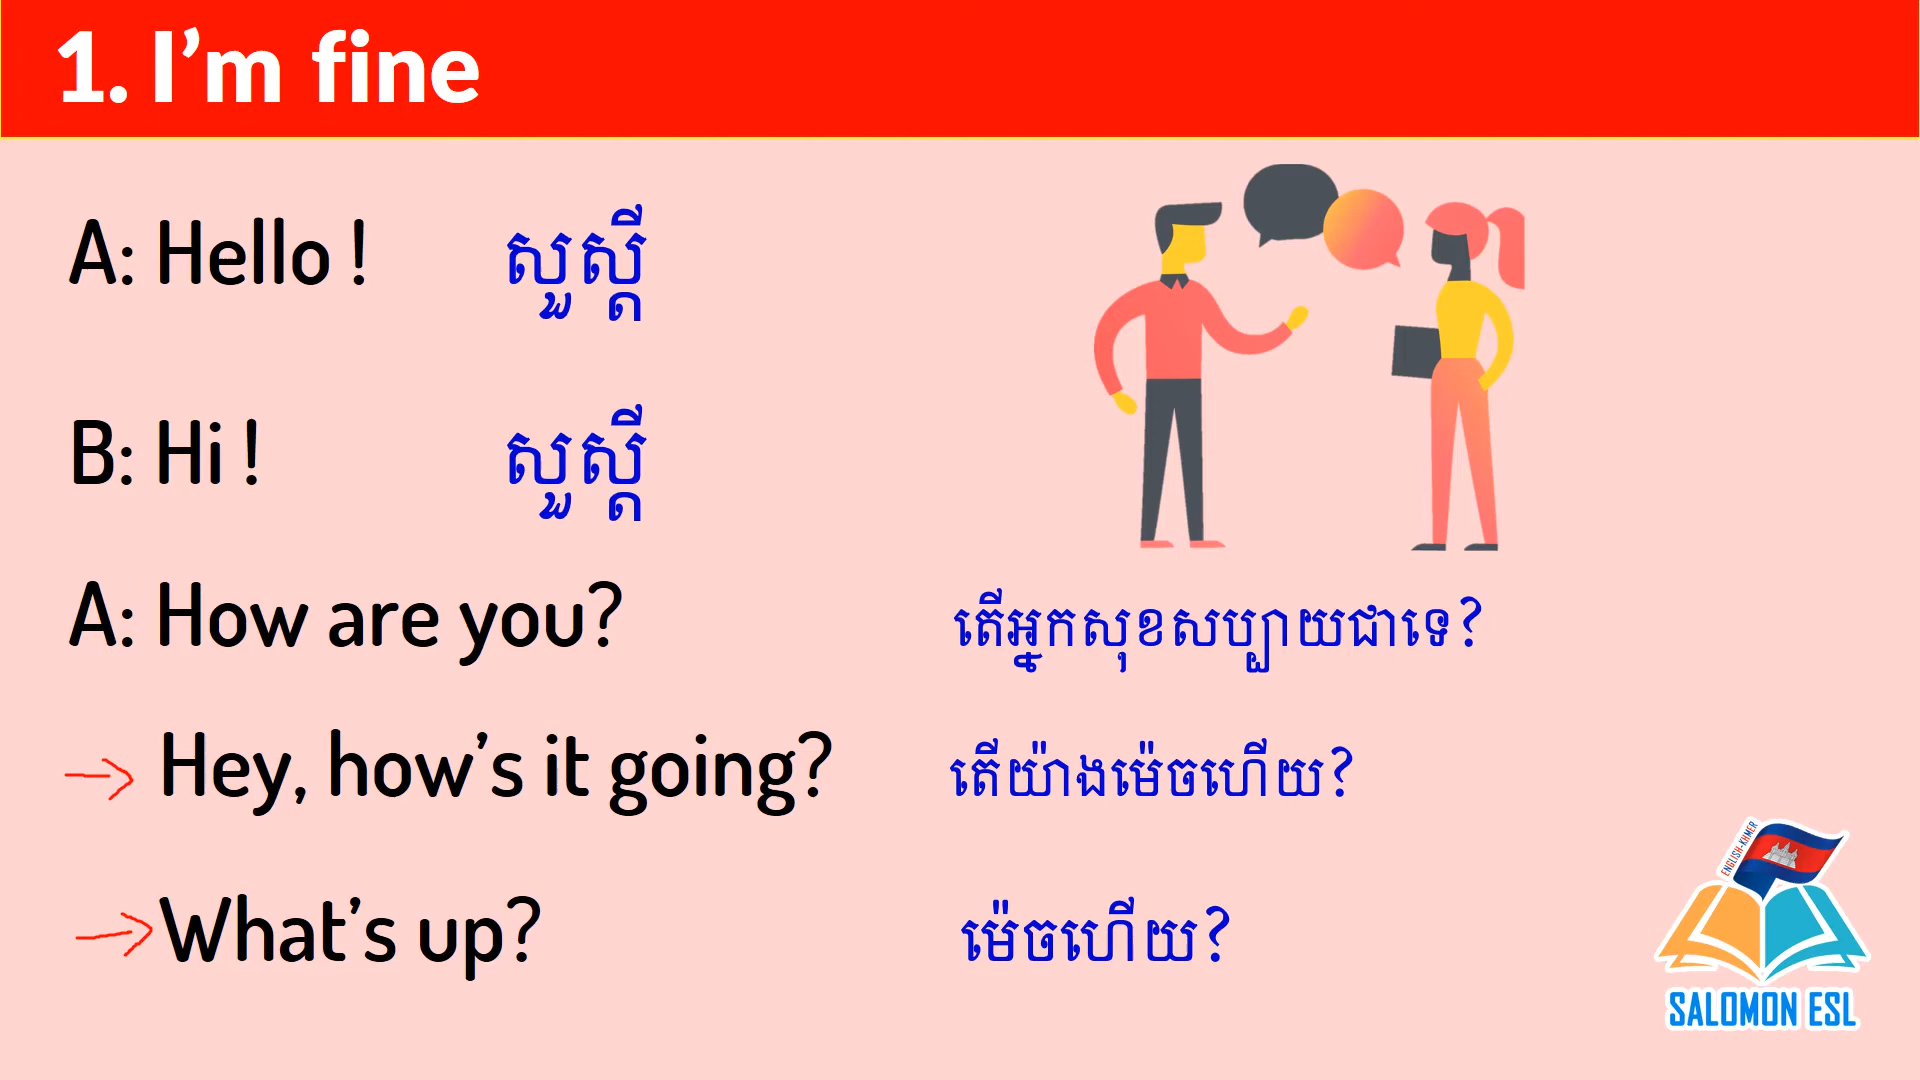 1. I'm fine
A: Hello ! សួស្តី
B: Hi ! សួស្តី
A: How are you? តើអ្នកសុខសប្បាយជាទេ?
Hey, how's it going? តើយ៉ាងម៉េចហើយ?
What's up? ម៉េចហើយ?
ENGLISH-KHMER
SALOMON ESL